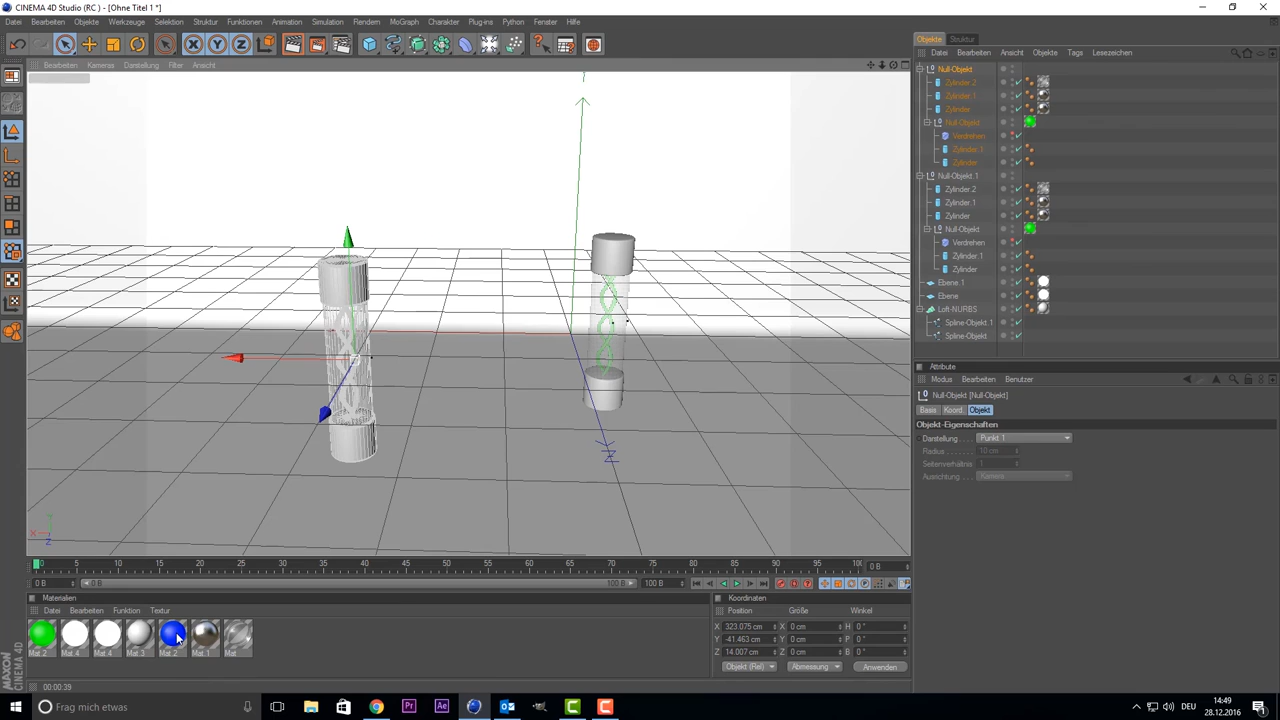 CINEMA 4D Studio (RC) - [Ohne Titel 1 *]
Datei Bearbeiten Objekte Werkzeuge Selektion Struktur Funktionen Animation Simulation Rendern MoGraph Charakter Plug-ins Python Fenster Hilfe
Bearbeiten Kameras Darstellung Filter Ansicht
Objekte Struktur
Datei Bearbeiten Ansicht Objekte Tags Lesezeichen
Null-Objekt
Zylinder.2
Zylinder.1
Zylinder
Null-Objekt
Verdrehen
Zylinder.1
Zylinder
Null-Objekt.1
Zylinder.2
Zylinder.1
Zylinder
Null-Objekt
Verdrehen
Zylinder.1
Zylinder
Ebene.1
Ebene
Loft-NURBS
Spline-Objekt.1
Spline-Objekt
Attribute
Modus Bearbeiten Benutzer
Null-Objekt [Null-Objekt]
Basis Koord. Objekt
Objekt-Eigenschaften
Darstellung . . . . Punkt 1
Radius . . . . . . . 10 cm
Seitenverhältnis 1
Ausrichtung . . . Kamera
Y
X
Z
Z
0 5 10 15 20 25 30 35 40 45 50 55 60 65 70 75 80 85 90 95 100 0 B
0 B 0 B 100 B 100 B
Materialien
Datei Bearbeiten Funktion Textur
Mat 2 Mat 4 Mat 4 Mat 3 Mat 2 Mat 1 Mat
Koordinaten
Position Größe Winkel
X 323.075 cm X 0 cm H 0 °
Y -41.463 cm Y 0 cm P 0 °
Z 14.007 cm Z 0 cm B 0 °
Objekt (Rel) Abmessung Anwenden
MAXON CINEMA 4D
00:00:39
Frag mich etwas
Pr
Ae
DEU
14:49
28.12.2016
1